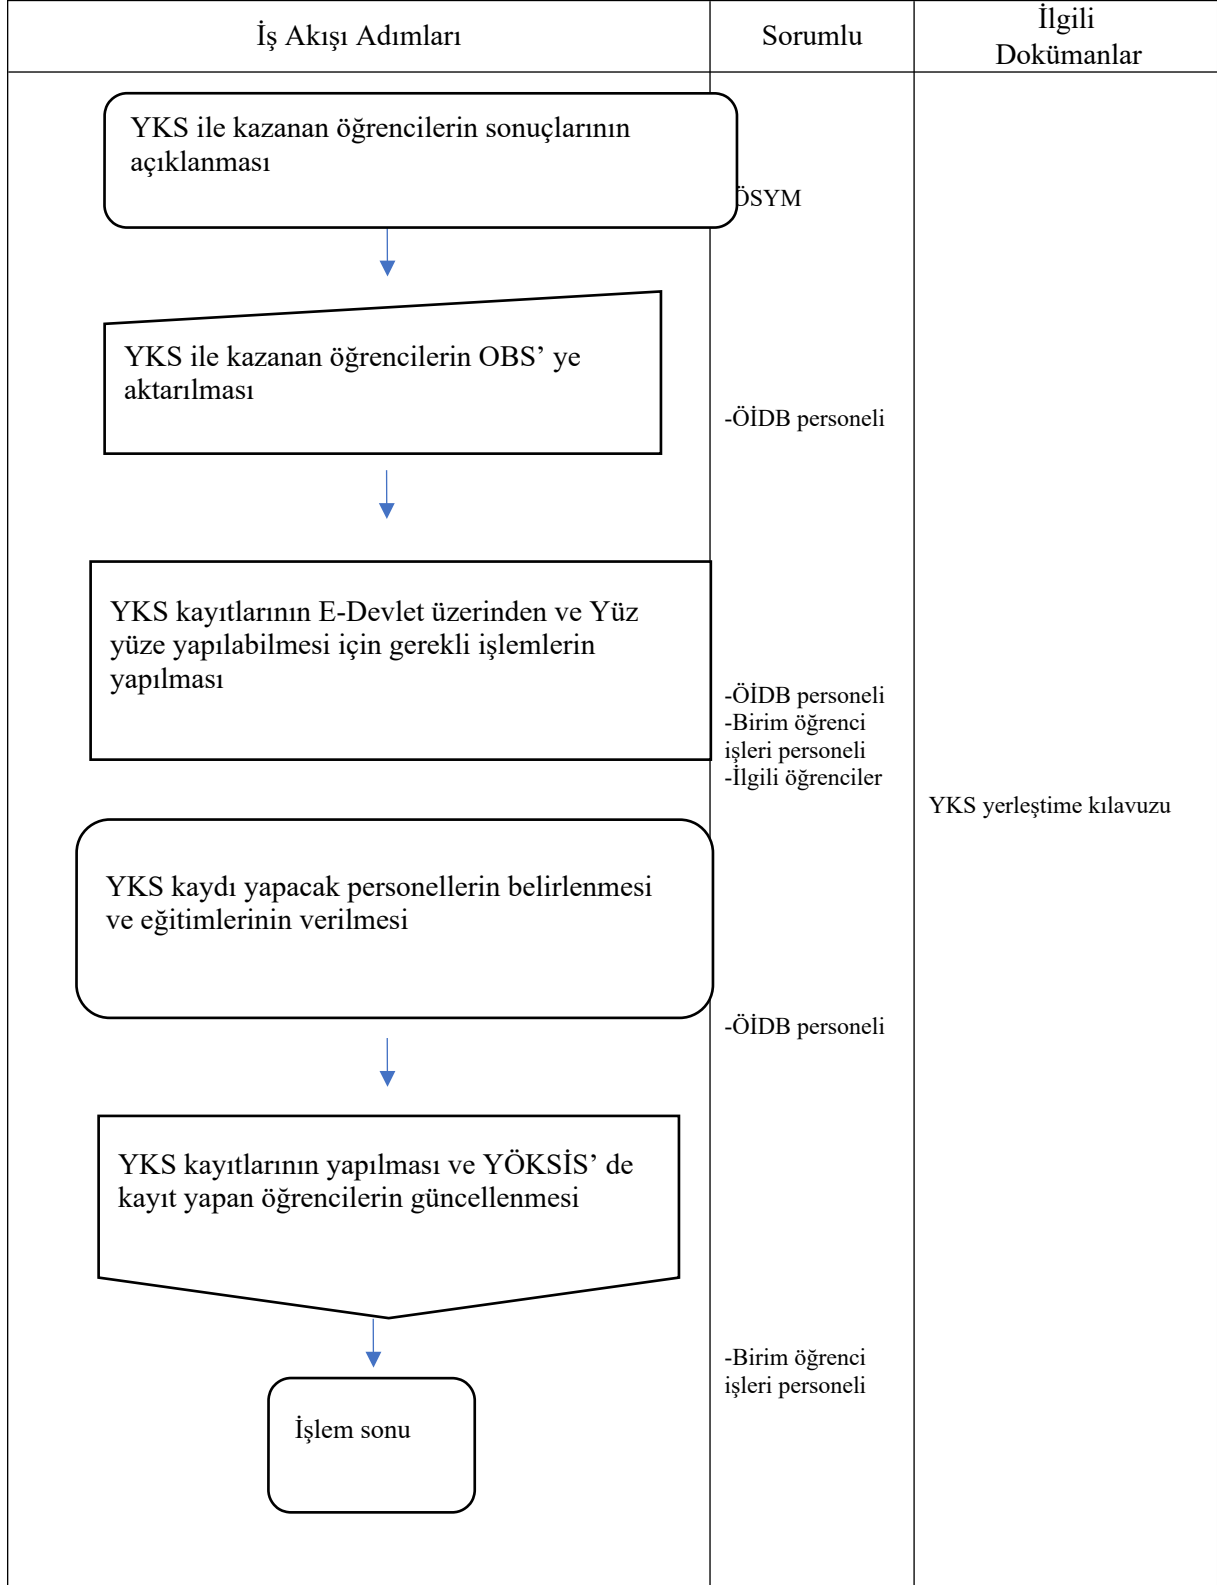 İş Akışı Adımları
Sorumlu
İlgili
Dokümanlar
YKS ile kazanan öğrencilerin sonuçlarının
açıklanması
ÖSYM
YKS ile kazanan öğrencilerin OBS’ ye
aktarılması
-ÖİDB personeli
YKS kayıtlarının E-Devlet üzerinden ve Yüz
yüze yapılabilmesi için gerekli işlemlerin
yapılması
-ÖİDB personeli
-Birim öğrenci
işleri personeli
-İlgili öğrenciler
YKS yerleştime kılavuzu
YKS kaydı yapacak personellerin belirlenmesi
ve eğitimlerinin verilmesi
-ÖİDB personeli
YKS kayıtlarının yapılması ve YÖKSİS’ de
kayıt yapan öğrencilerin güncellenmesi
-Birim öğrenci
işleri personeli
İşlem sonu